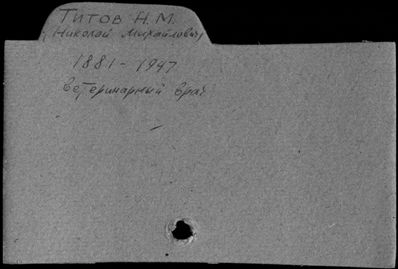 Титов Н.М.
Николай Михайлович
1881-1947
ветеринарный врач